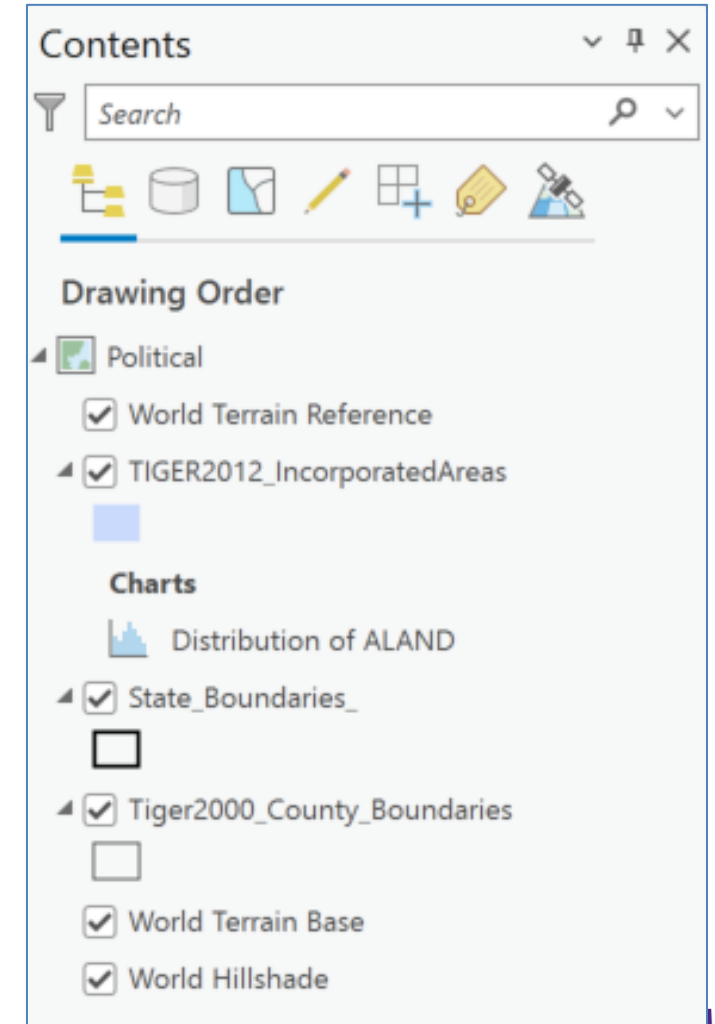 Contents
Search
Drawing Order
Political
World Terrain Reference
TIGER2012_IncorporatedAreas
Charts
Distribution of ALAND
State_Boundaries_
Tiger2000_County_Boundaries
World Terrain Base
World Hillshade